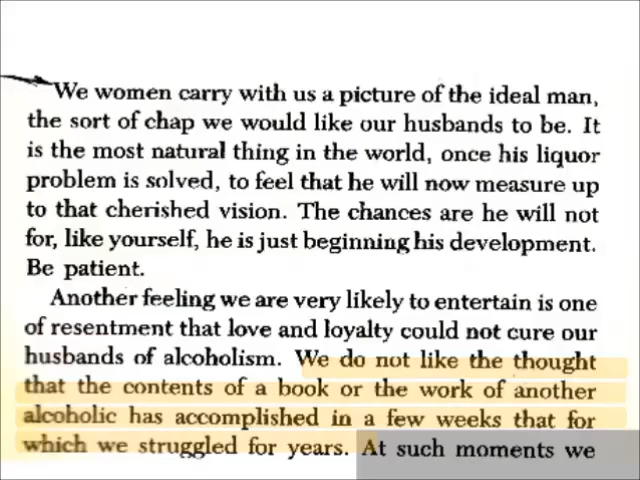 We women carry with us a picture of the ideal man,
the sort of chap we would like our husbands to be. It
is the most natural thing in the world, once his liquor
problem is solved, to feel that he will now measure up
to that cherished vision. The chances are he will not
for, like yourself, he is just beginning his development.
Be patient.
Another feeling we are very likely to entertain is one
of resentment that love and loyalty could not cure our
husbands of alcoholism. We do not like the thought
that the contents of a book or the work of another
alcoholic has accomplished in a few weeks that for
which we struggled for years. At such moments we